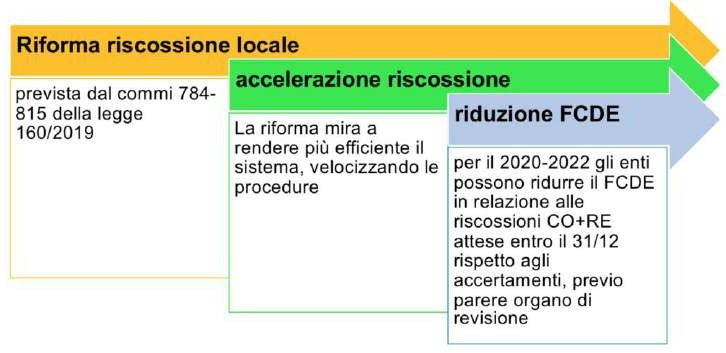 Riforma riscossione locale
prevista dal commi 784-
815 della legge
160/2019
accelerazione riscossione
La riforma mira a
rendere più efficiente il
sistema, velocizzando le
procedure
riduzione FCDE
per il 2020-2022 gli enti
possono ridurre il FCDE
in relazione alle
riscossioni CO+RE
attese entro il 31/12
rispetto agli
accertamenti, previo
parere organo di
revisione